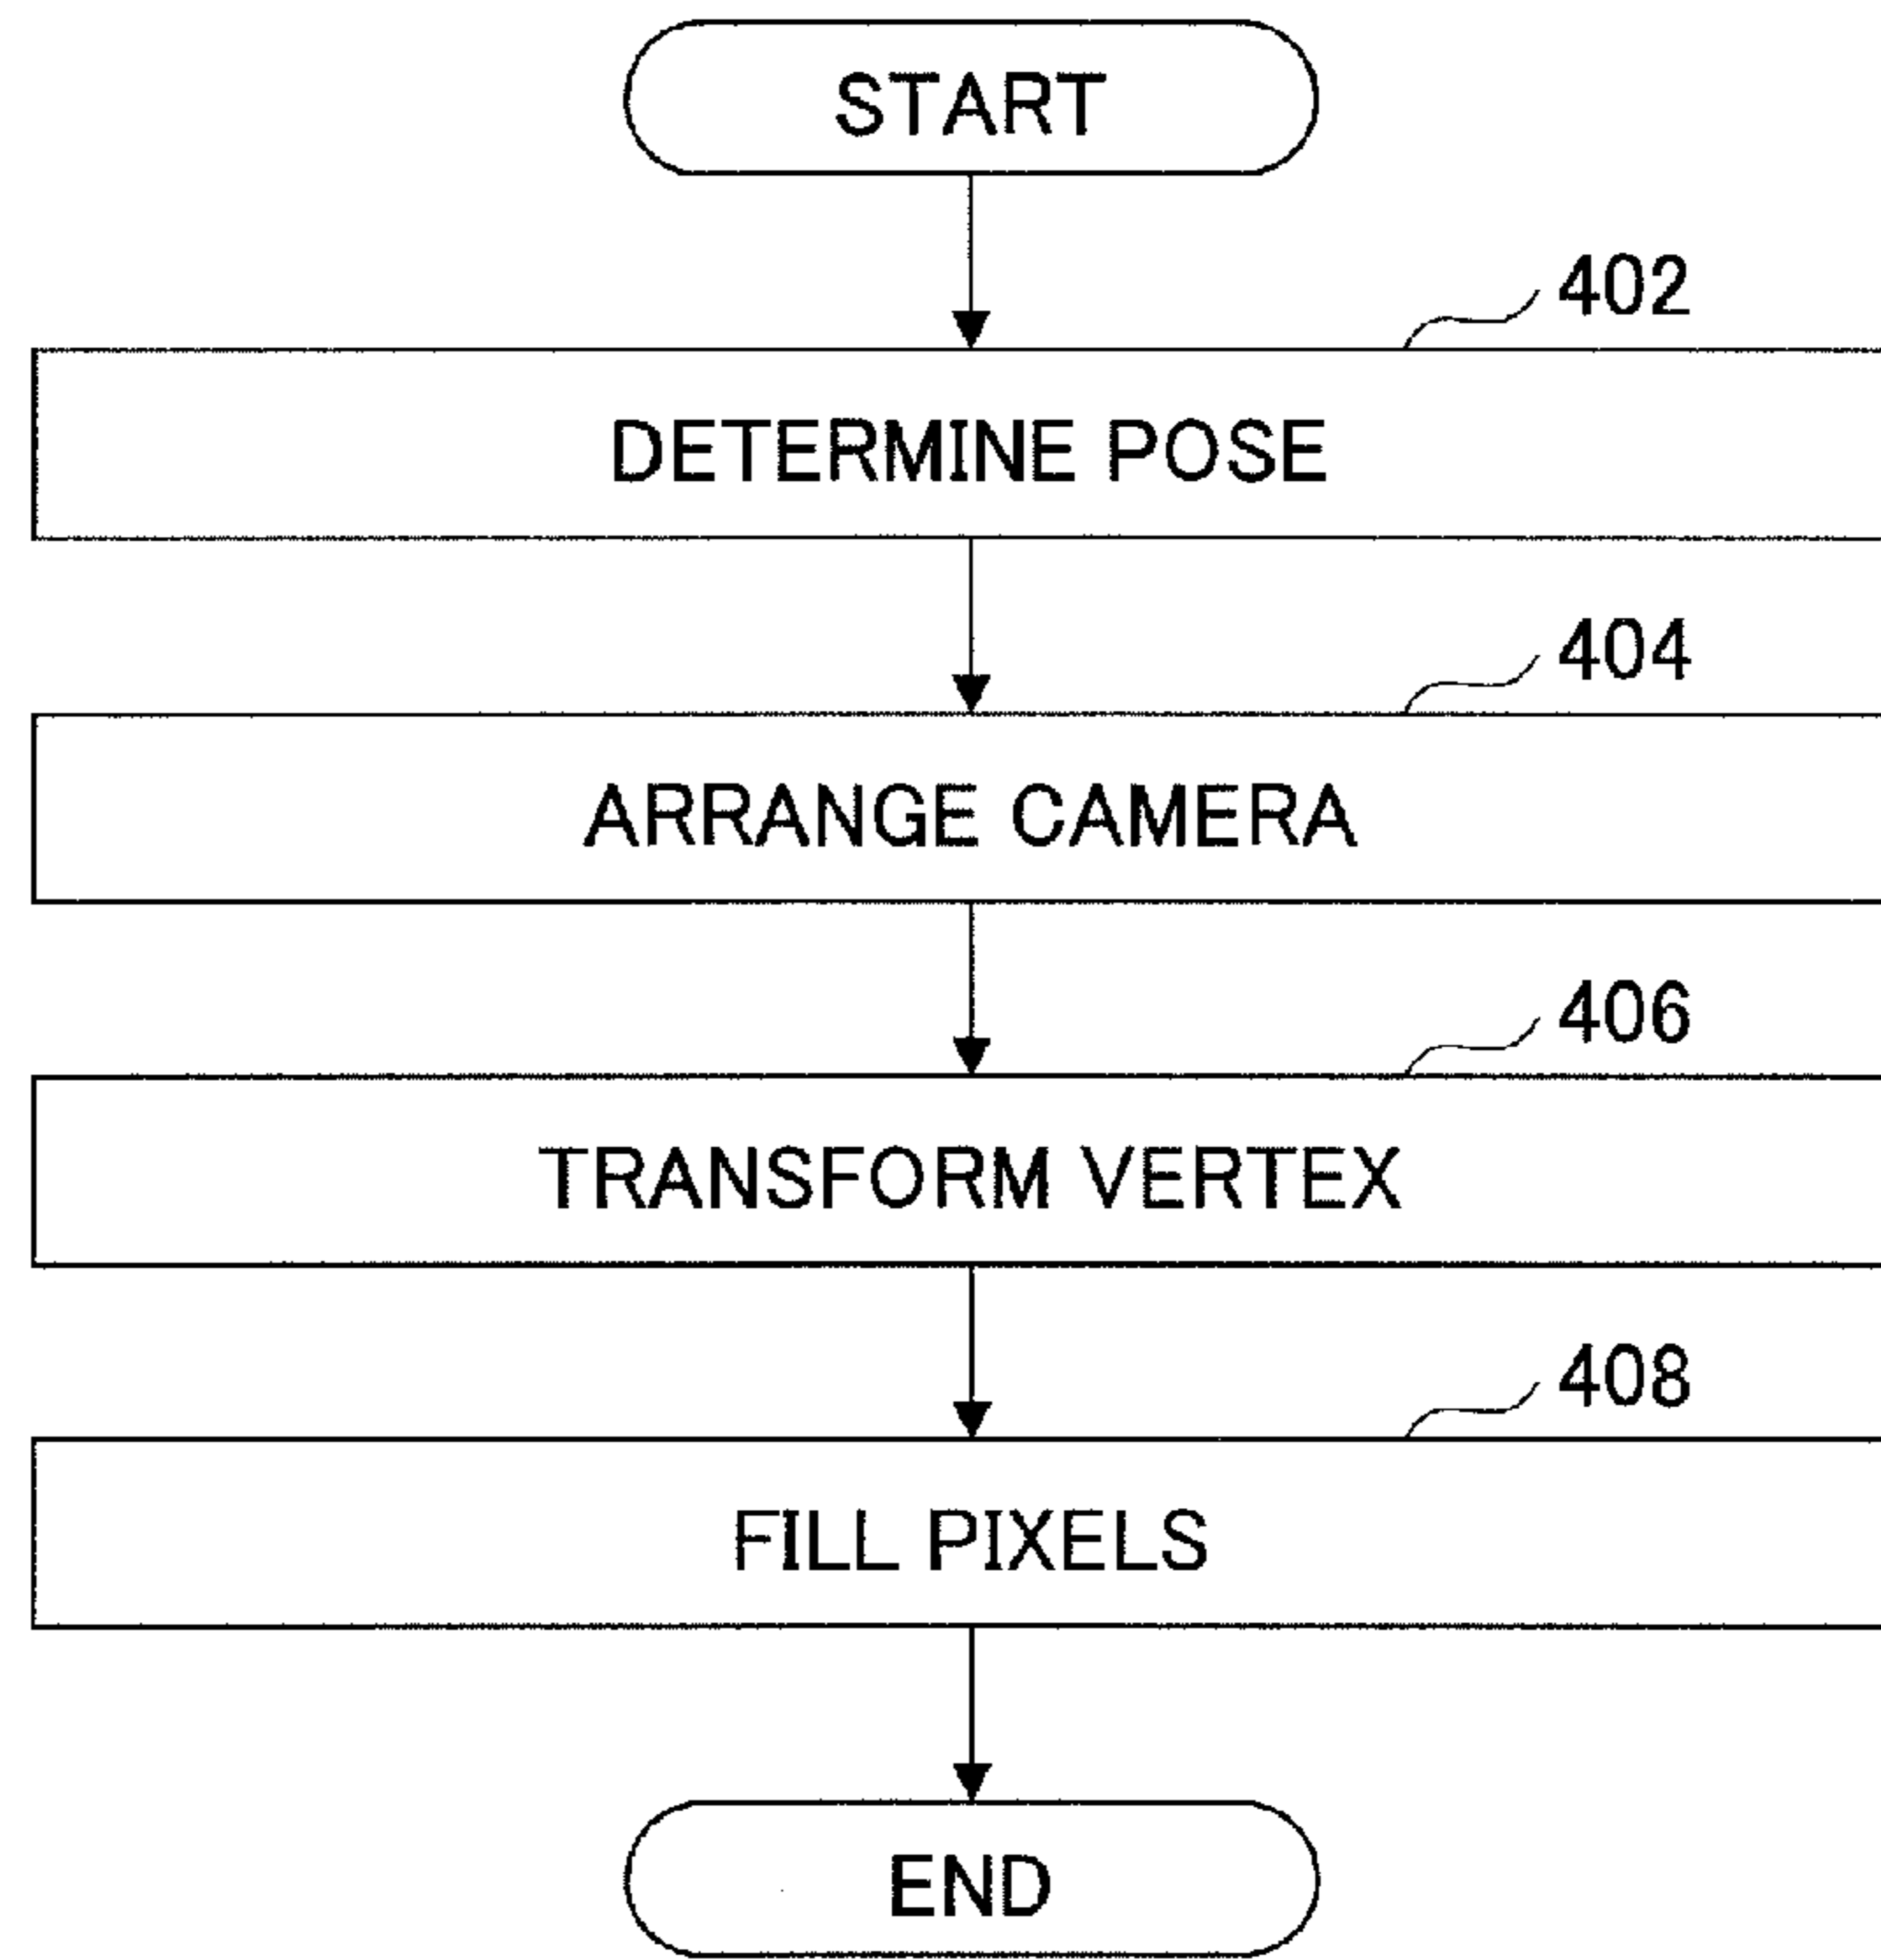 START
402
DETERMINE POSE
404
ARRANGE CAMERA
406
TRANSFORM VERTEX
408
FILL PIXELS
END